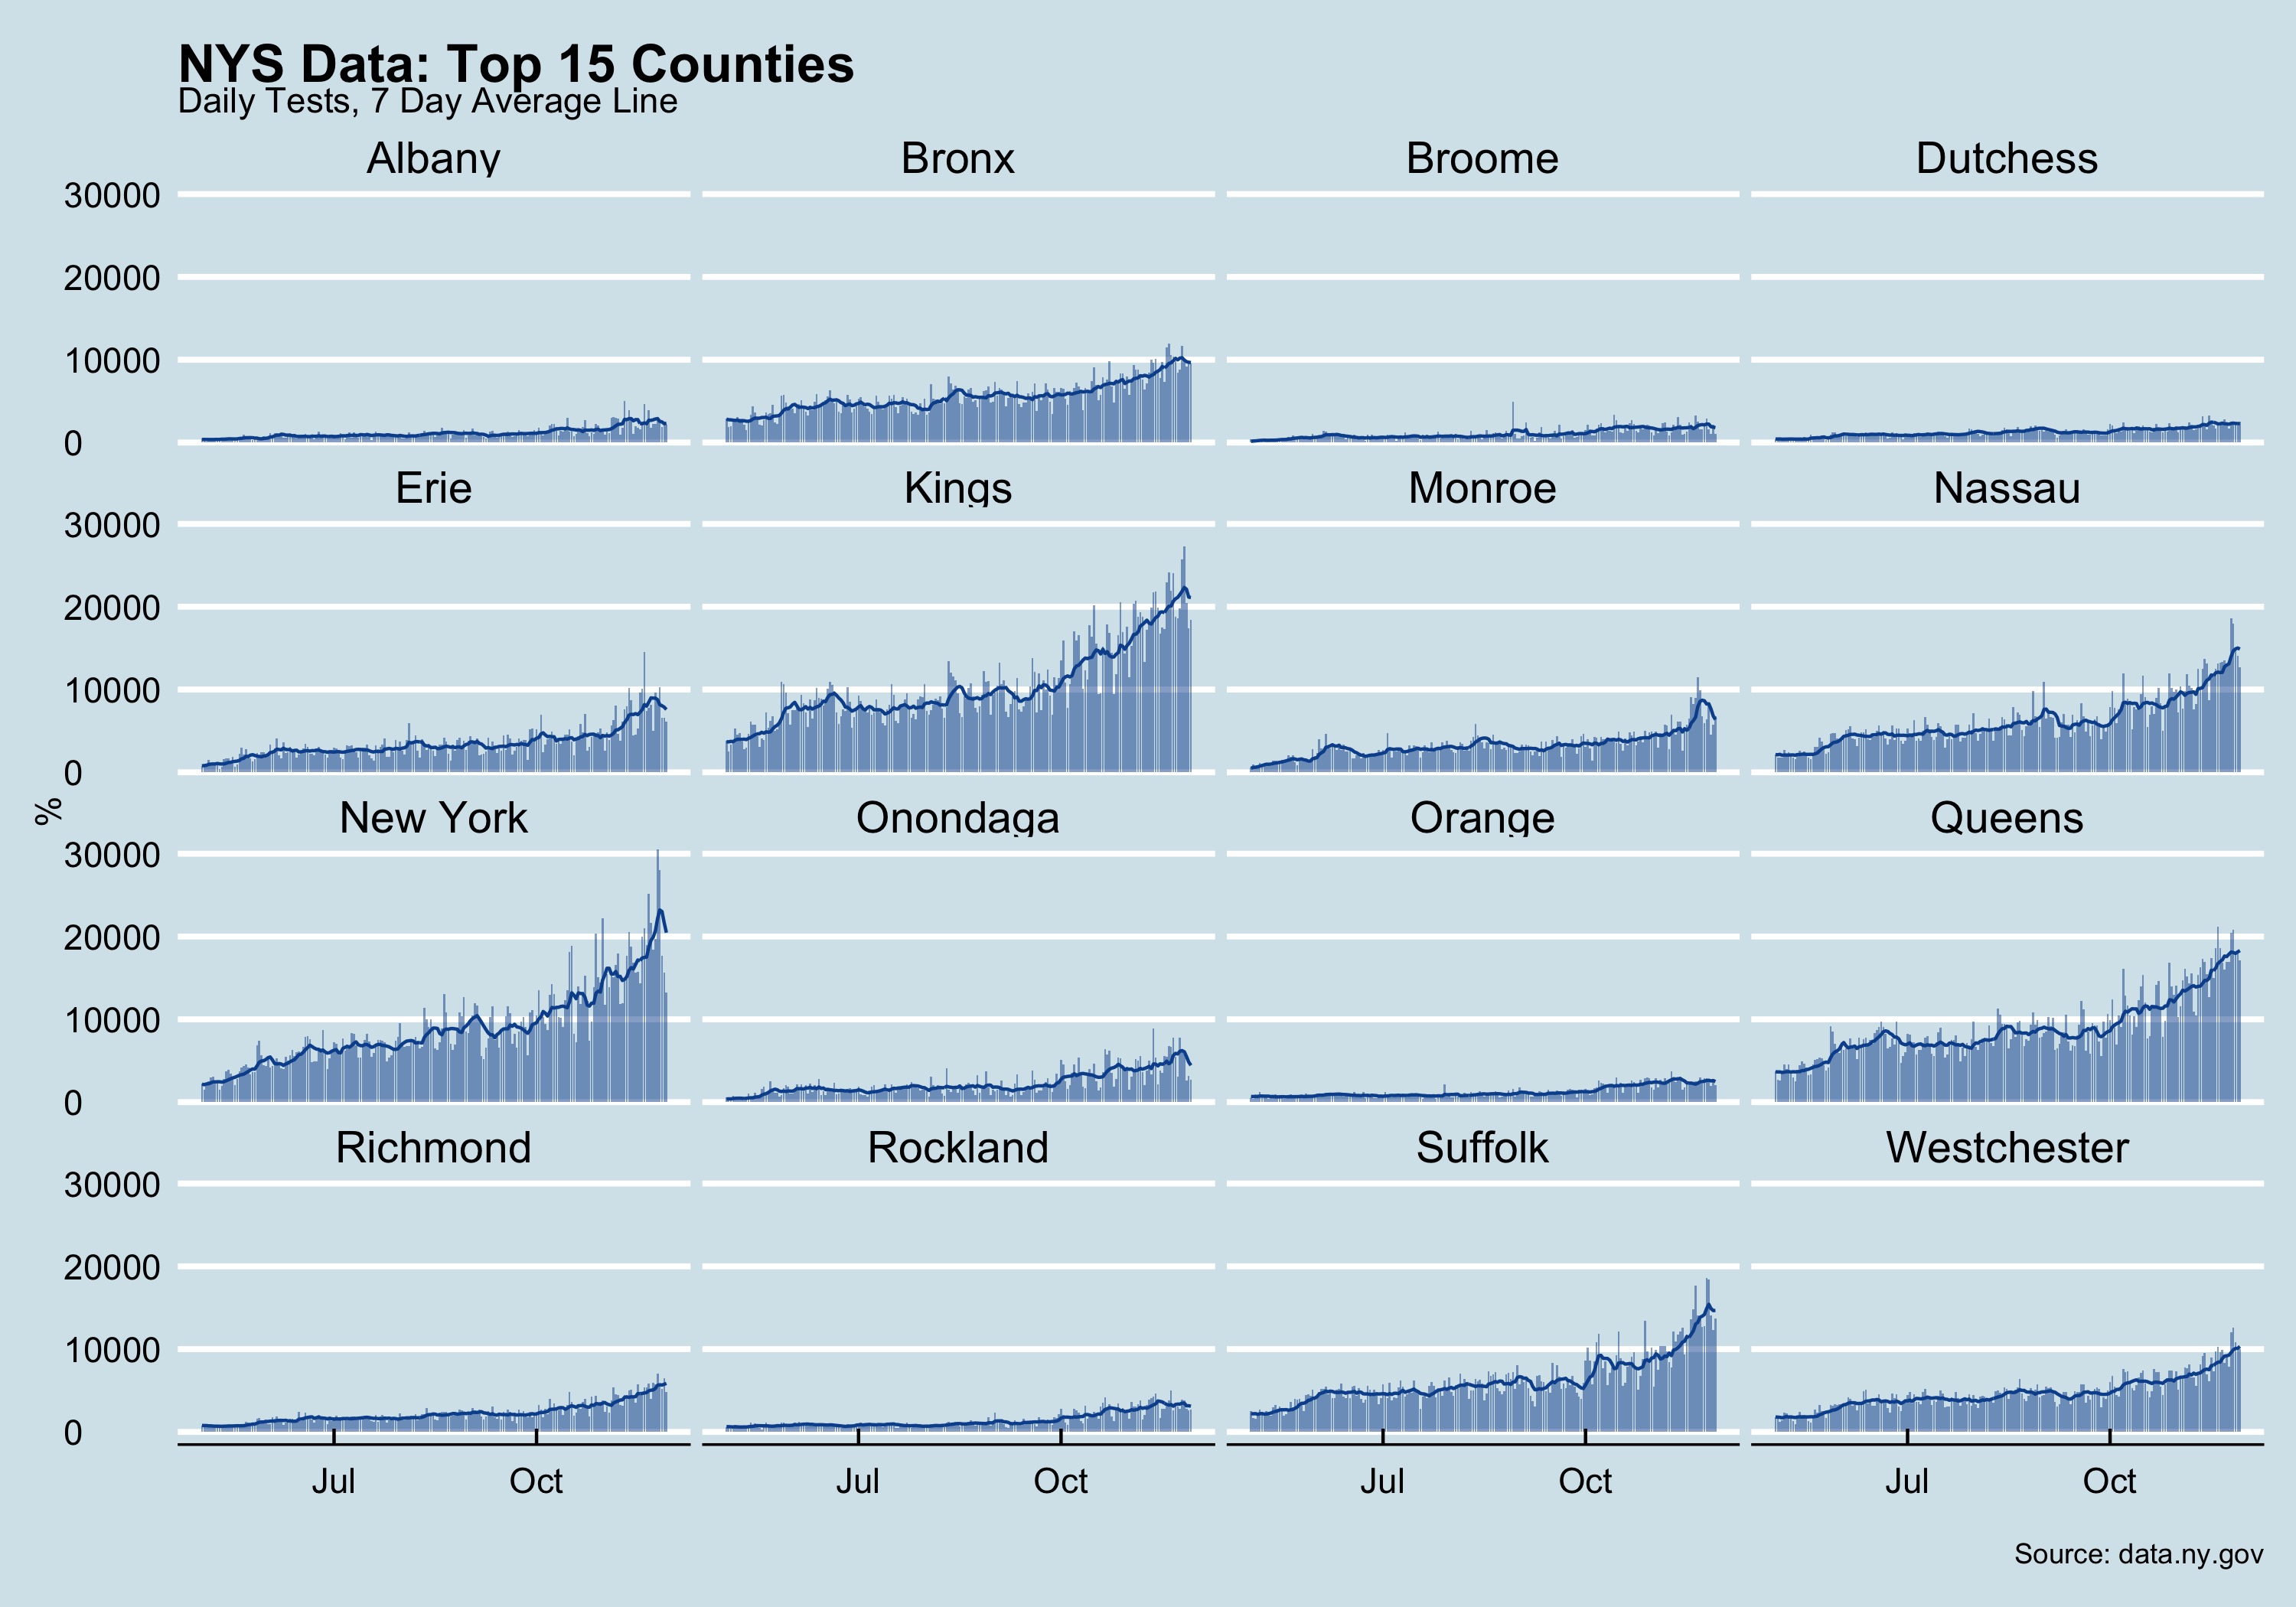 NYS Data: Top 15 Counties
Daily Tests, 7 Day Average Line
Albany Bronx Broome Dutchess
30000
20000
10000
0
Erie Kings Monroe Nassau
30000
20000
10000
0
%
New York Onondaga Orange Queens
30000
20000
10000
0
Richmond Rockland Suffolk Westchester
30000
20000
10000
0
Jul Oct Jul Oct Jul Oct Jul Oct
Source: data.ny.gov